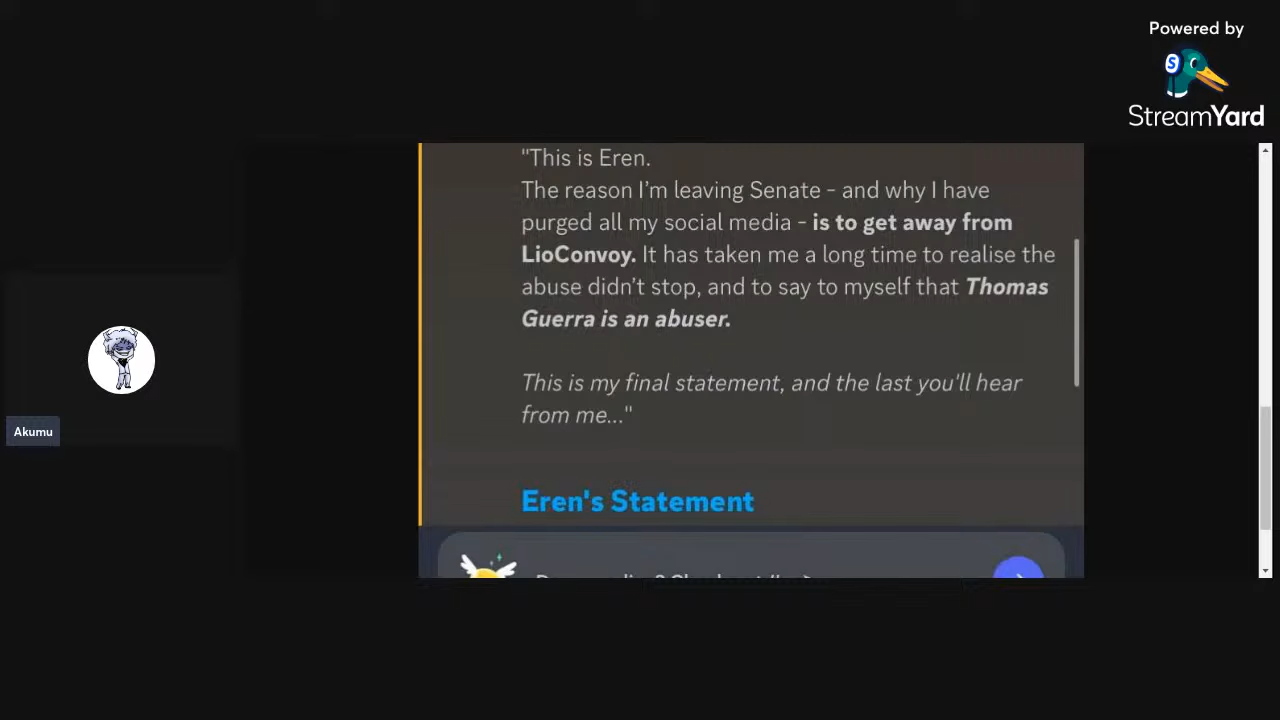 Powered by
StreamYard
"This is Eren.
The reason I’m leaving Senate - and why I have
purged all my social media - is to get away from
LioConvoy. It has taken me a long time to realise the
abuse didn’t stop, and to say to myself that Thomas
Guerra is an abuser.
This is my final statement, and the last you'll hear
from me..."
Eren's Statement
Akumu